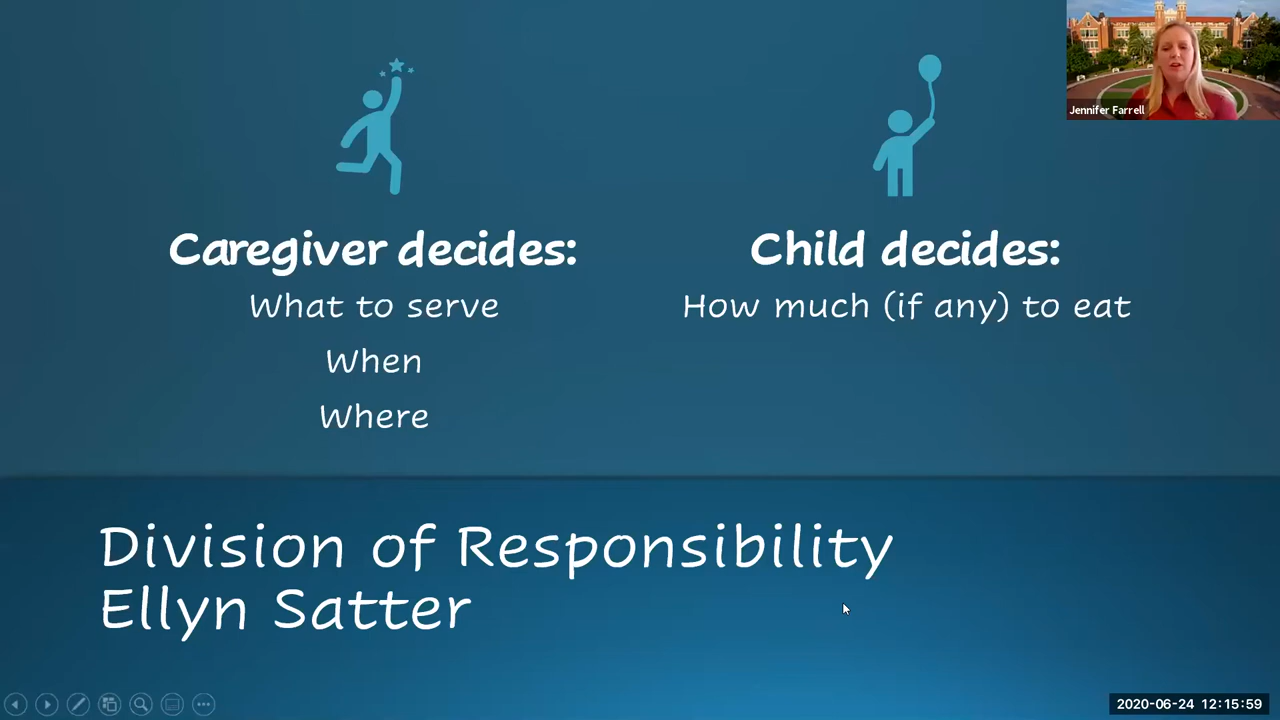 Jennifer Farrell
Caregiver decides:
What to serve
When
Where
Child decides:
How much (if any) to eat
Division of Responsibility
Ellyn Satter
2020-06-24 12:15:59